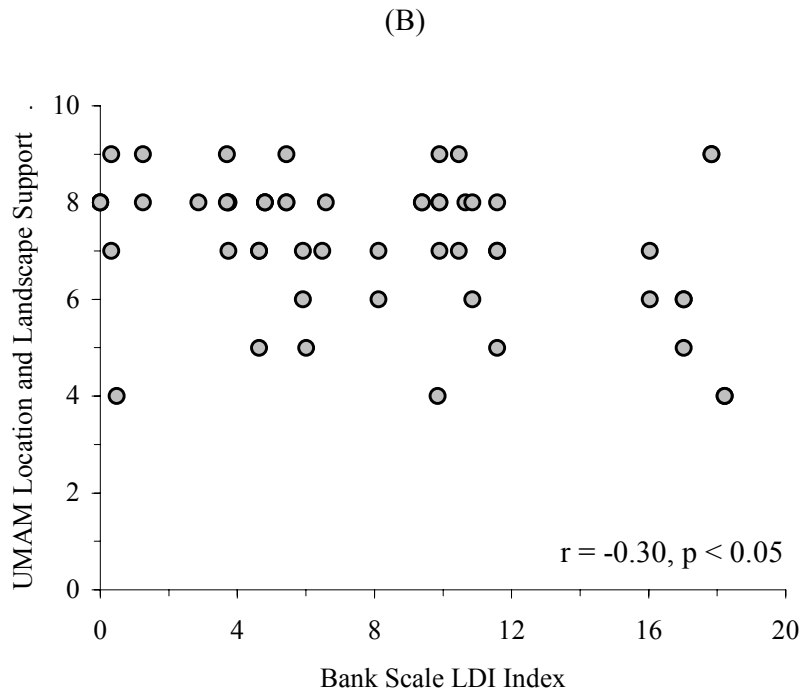 (B)
UMAM Location and Landscape Support
10
8
6
4
2
0
r = -0.30, p < 0.05
0 4 8 12 16 20
Bank Scale LDI Index